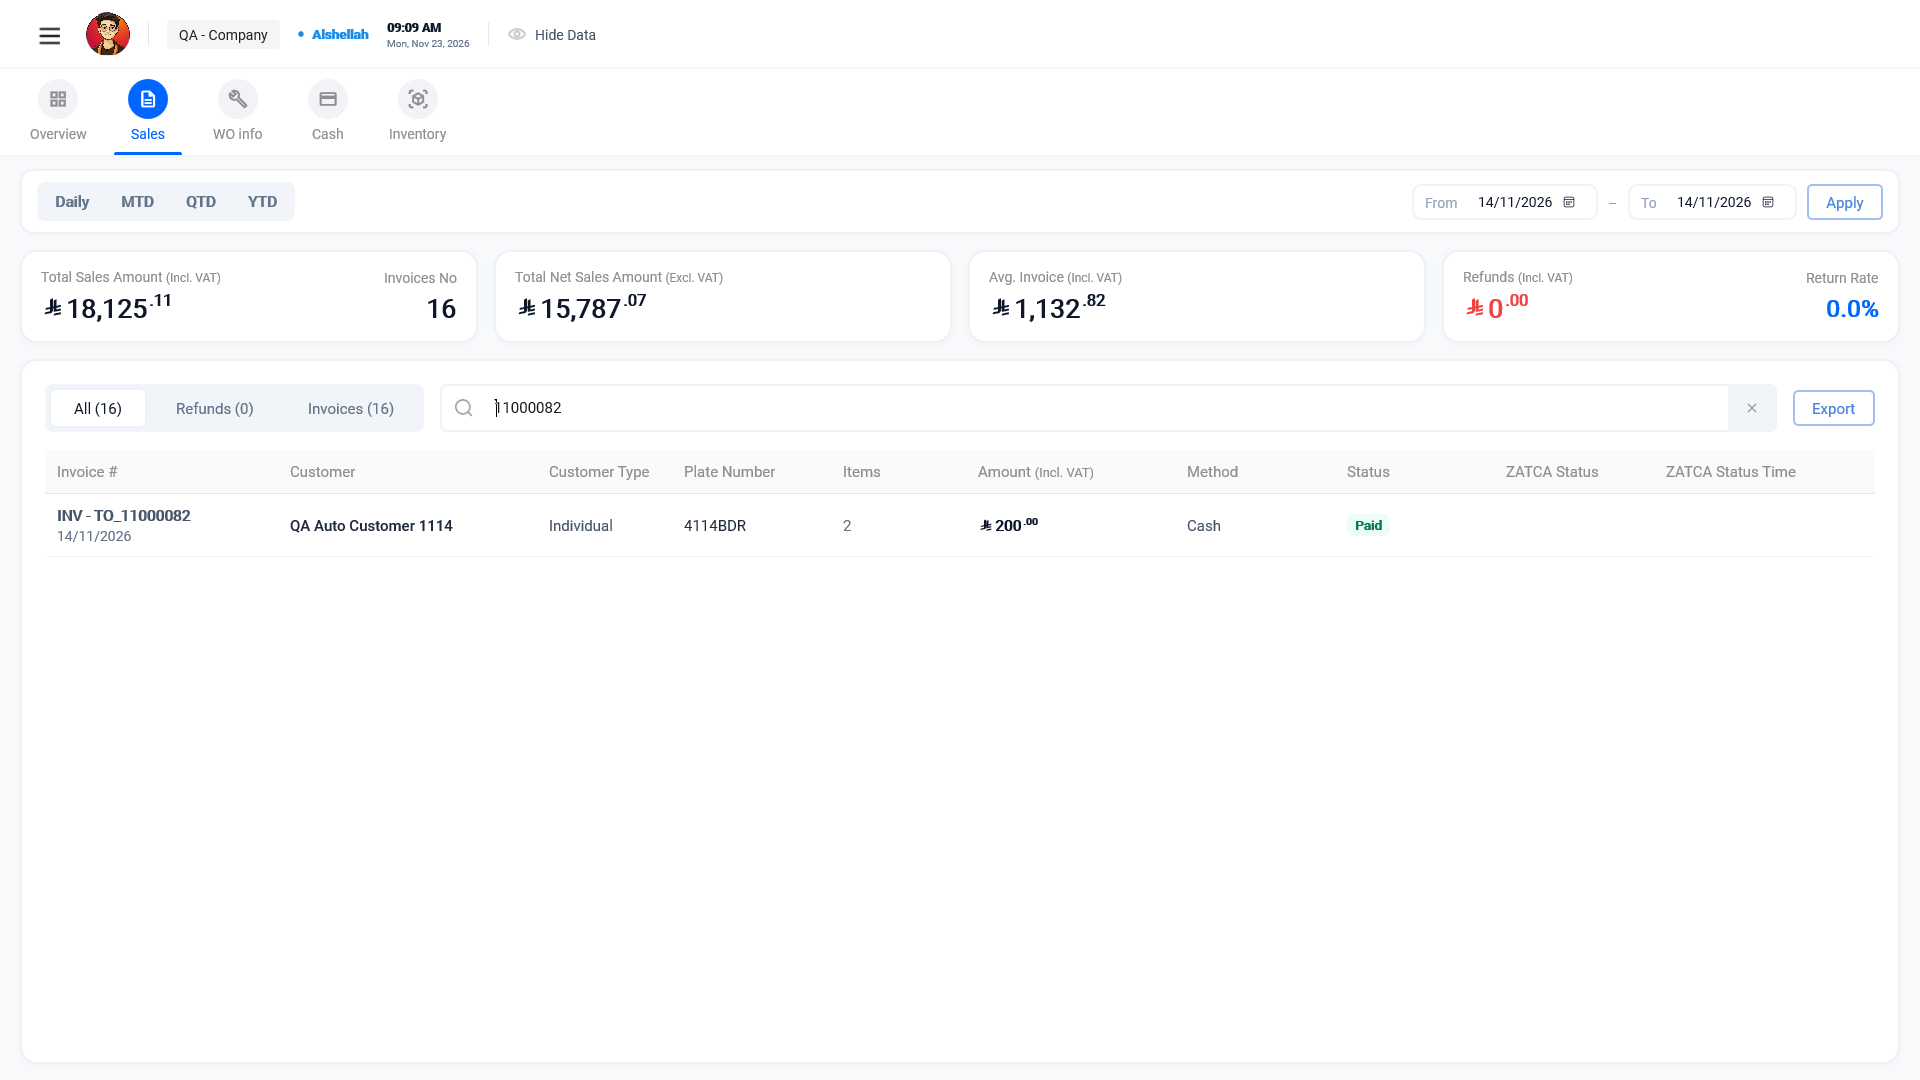 QA - Company
• Alshellah
09:09 AM
Mon, Nov 23, 2026
Hide Data
Overview
Sales
WO info
Cash
Inventory
Daily
MTD
QTD
YTD
From 14/11/2026
–
To 14/11/2026
Apply
Total Sales Amount (Incl. VAT)
Invoices No
18,125.11
16
Total Net Sales Amount (Excl. VAT)
15,787.07
Avg. Invoice (Incl. VAT)
1,132.82
Refunds (Incl. VAT)
Return Rate
0.00
0.0%
All (16)
Refunds (0)
Invoices (16)
11000082
Export
Invoice #
Customer
Customer Type
Plate Number
Items
Amount (Incl. VAT)
Method
Status
ZATCA Status
ZATCA Status Time
INV - TO_11000082
14/11/2026
QA Auto Customer 1114
Individual
4114BDR
2
200.00
Cash
Paid